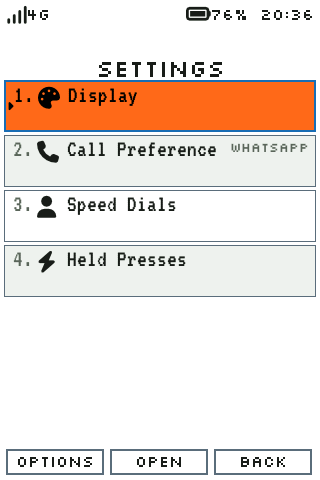 4G 76% 20:36
SETTINGS
1. Display
2. Call Preference WHATSAPP
3. Speed Dials
4. Held Presses
OPTIONS OPEN BACK